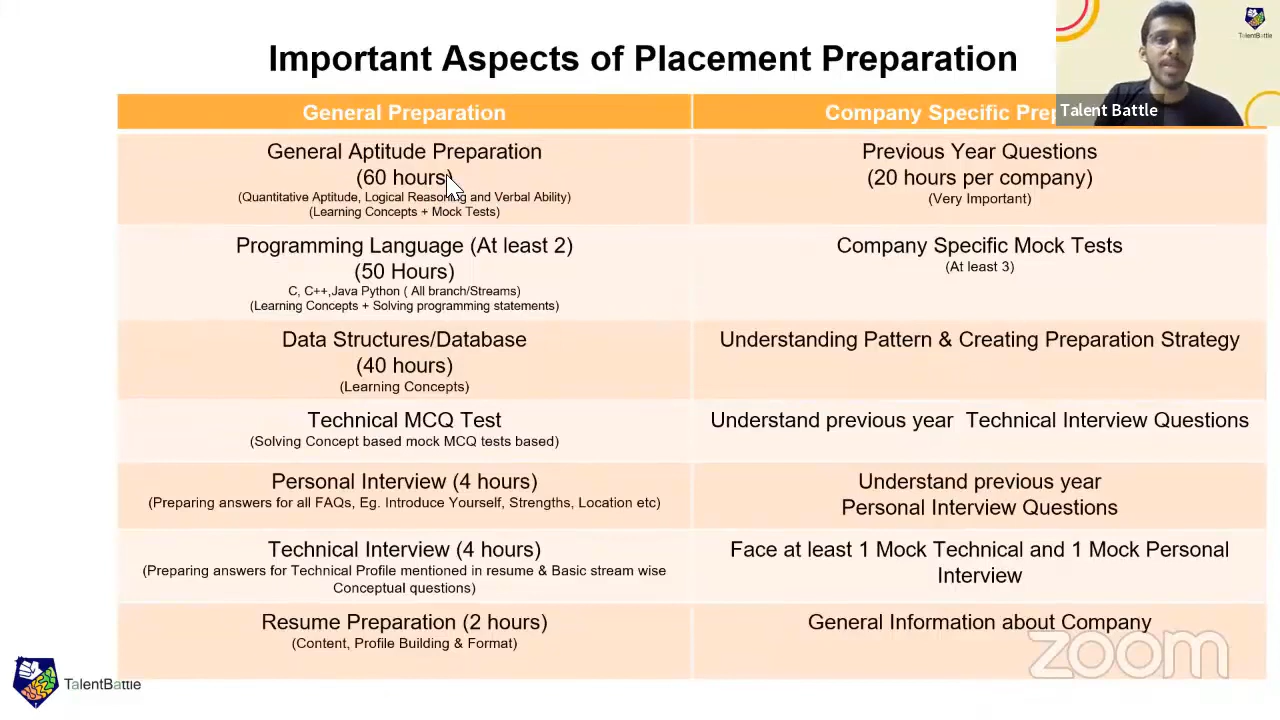 Important Aspects of Placement Preparation
TalentBattle
Talent Battle
General Preparation
Company Specific
General Aptitude Preparation
(60 hours)
(Quantitative Aptitude, Logical Reasoning and Verbal Ability)
(Learning Concepts + Mock Tests)
Previous Year Questions
(20 hours per company)
(Very Important)
Programming Language (At least 2)
(50 Hours)
C, C++,Java Python ( All branch/Streams)
(Learning Concepts + Solving programming statements)
Company Specific Mock Tests
(At least 3)
Data Structures/Database
(40 hours)
(Learning Concepts)
Understanding Pattern & Creating Preparation Strategy
Technical MCQ Test
(Solving Concept based mock MCQ tests based)
Understand previous year Technical Interview Questions
Personal Interview (4 hours)
(Preparing answers for all FAQs, Eg. Introduce Yourself, Strengths, Location etc)
Understand previous year
Personal Interview Questions
Technical Interview (4 hours)
(Preparing answers for Technical Profile mentioned in resume & Basic stream wise
Conceptual questions)
Face at least 1 Mock Technical and 1 Mock Personal
Interview
Resume Preparation (2 hours)
(Content, Profile Building & Format)
General Information about Company
zoom
TalentBattle